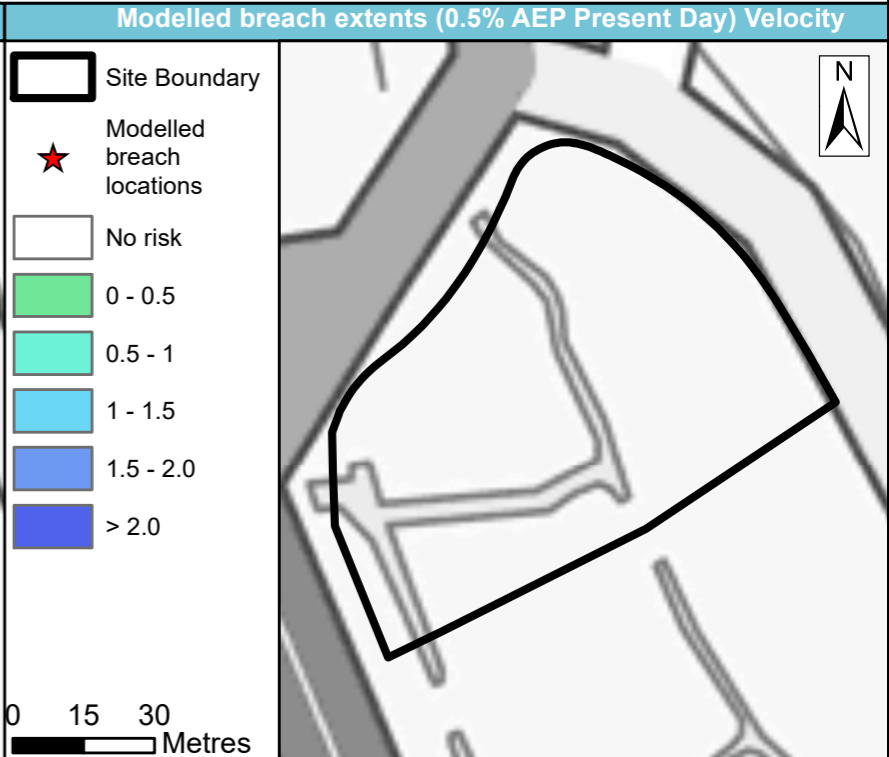 Modelled breach extents (0.5% AEP Present Day) Velocity
Site Boundary
Modelled
breach
locations
No risk
0 - 0.5
0.5 - 1
1 - 1.5
1.5 - 2.0
> 2.0
0 15 30
Metres
N